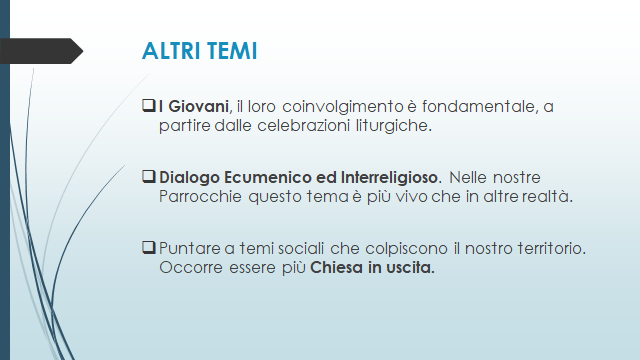 ALTRI TEMI
I Giovani, il loro coinvolgimento è fondamentale, a
partire dalle celebrazioni liturgiche.
Dialogo Ecumenico ed Interreligioso. Nelle nostre
Parrocchie questo tema è più vivo che in altre realtà.
Puntare a temi sociali che colpiscono il nostro territorio.
Occorre essere più Chiesa in uscita.